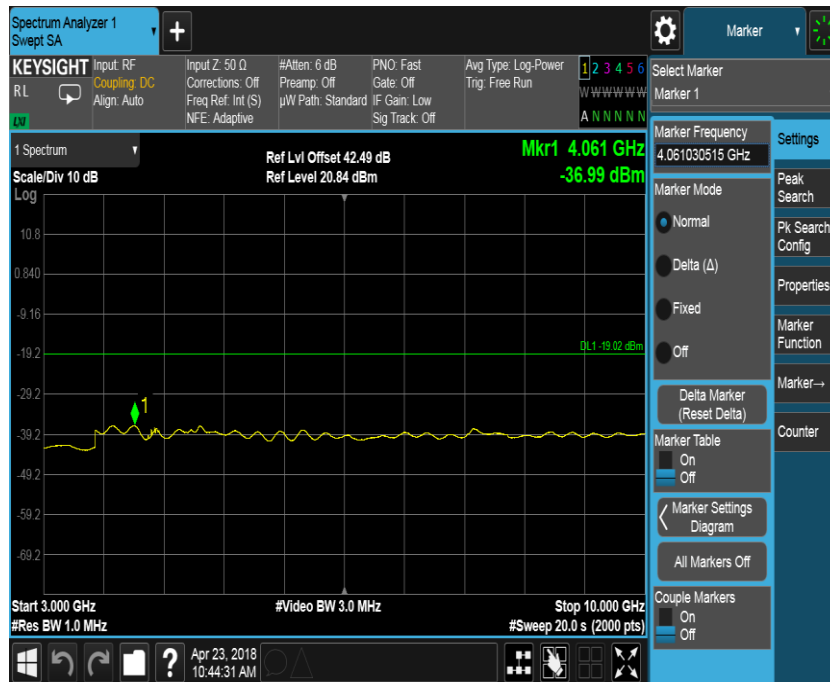 Spectrum Analyzer 1
Swept SA
+
Marker
KEYSIGHT
RL
LXI
Input: RF
Coupling: DC
Align: Auto
Input Z: 50 Ω
Corrections: Off
Freq Ref: Int (S)
NFE: Adaptive
#Atten: 6 dB
Preamp: Off
µW Path: Standard
PNO: Fast
Gate: Off
IF Gain: Low
Sig Track: Off
Avg Type: Log-Power
Trig: Free Run
1 2 3 4 5 6
W W W W W W
A N N N N N
Select Marker
Marker 1
1 Spectrum
Scale/Div 10 dB
Log
Ref Lvl Offset 42.49 dB
Ref Level 20.84 dBm
Mkr1 4.061 GHz
-36.99 dBm
10.8
0.840
-9.16
-19.2
-29.2
-39.2
-49.2
-59.2
-69.2
DL1 -19.02 dBm
1
Start 3.000 GHz
#Res BW 1.0 MHz
#Video BW 3.0 MHz
Stop 10.000 GHz
#Sweep 20.0 s (2000 pts)
Marker Frequency
4.061030515 GHz
Marker Mode
Normal
Delta (Δ)
Fixed
Off
Delta Marker
(Reset Delta)
Marker Table
On
Off
Marker Settings
Diagram
All Markers Off
Couple Markers
On
Off
Settings
Peak
Search
Pk Search
Config
Properties
Marker
Function
Marker→
Counter
?
Apr 23, 2018
10:44:31 AM